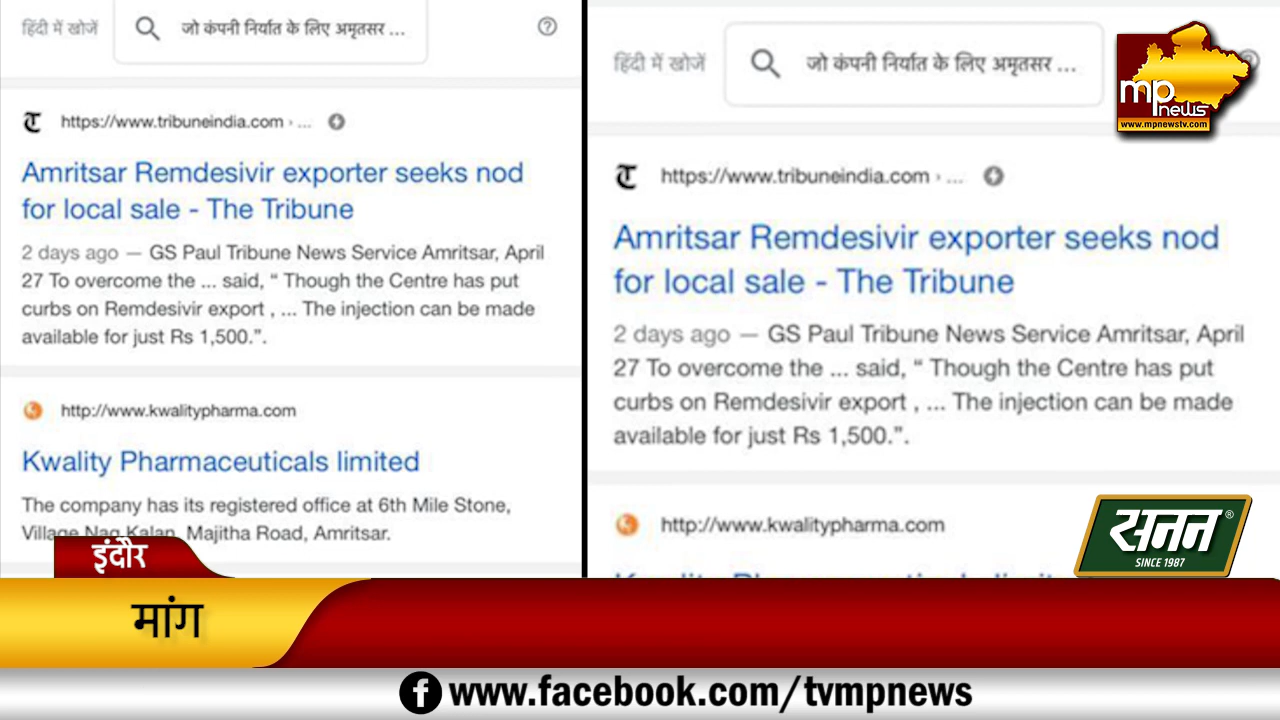 हिंदी में खोजें
जो कंपनी निर्यात के लिए अमृतसर ...
https://www.tribuneindia.com › ...
Amritsar Remdesivir exporter seeks nod
for local sale - The Tribune
2 days ago — GS Paul Tribune News Service Amritsar, April
27 To overcome the ... said, “ Though the Centre has put
curbs on Remdesivir export , ... The injection can be made
available for just Rs 1,500.”.
http://www.kwalitypharma.com
Kwality Pharmaceuticals limited
The company has its registered office at 6th Mile Stone,
Village Nag Kalan, Majitha Road, Amritsar.
हिंदी में खोजें
जो कंपनी निर्यात के लिए अमृतसर ...
https://www.tribuneindia.com › ...
Amritsar Remdesivir exporter seeks nod
for local sale - The Tribune
2 days ago — GS Paul Tribune News Service Amritsar, April
27 To overcome the ... said, “ Though the Centre has put
curbs on Remdesivir export , ... The injection can be made
available for just Rs 1,500.”.
http://www.kwalitypharma.com
mp
news
www.mpnewstv.com
सनन ®
SINCE 1987
इंदौर
मांग
www.facebook.com/tvmpnews